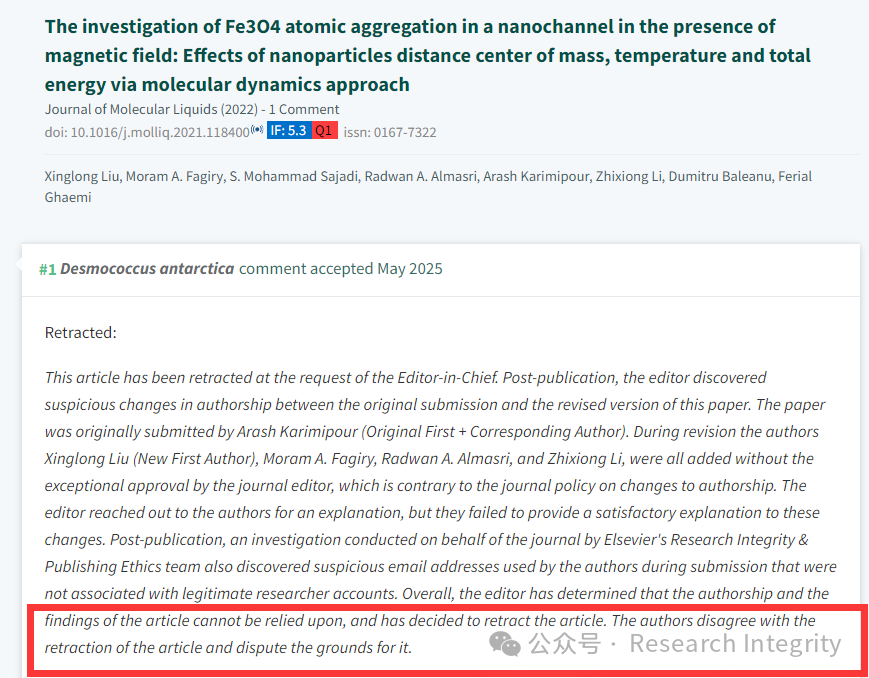 The investigation of Fe3O4 atomic aggregation in a nanochannel in the presence of
magnetic field: Effects of nanoparticles distance center of mass, temperature and total
energy via molecular dynamics approach
Journal of Molecular Liquids (2022) - 1 Comment
doi: 10.1016/j.molliq.2021.118400 IF: 5.3 Q1 issn: 0167-7322
Xinglong Liu, Moram A. Fagiry, S. Mohammad Sajadi, Radwan A. Almasri, Arash Karimipour, Zhixiong Li, Dumitru Baleanu, Ferial
Ghaemi
#1 Desmococcus antarctica comment accepted May 2025
Retracted:
This article has been retracted at the request of the Editor-in-Chief. Post-publication, the editor discovered
suspicious changes in authorship between the original submission and the revised version of this paper. The paper
was originally submitted by Arash Karimipour (Original First + Corresponding Author). During revision the authors
Xinglong Liu (New First Author), Moram A. Fagiry, Radwan A. Almasri, and Zhixiong Li, were all added without the
exceptional approval by the journal editor, which is contrary to the journal policy on changes to authorship. The
editor reached out to the authors for an explanation, but they failed to provide a satisfactory explanation to these
changes. Post-publication, an investigation conducted on behalf of the journal by Elsevier's Research Integrity &
Publishing Ethics team also discovered suspicious email addresses used by the authors during submission that were
not associated with legitimate researcher accounts. Overall, the editor has determined that the authorship and the
findings of the article cannot be relied upon, and has decided to retract the article. The authors disagree with the
retraction of the article and dispute the grounds for it.
公众号 · Research Integrity